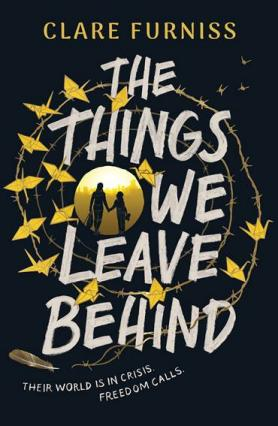 CLARE FURNISS
THE
THINGS
WE
LEAVE
BEHIND
THEIR WORLD IS IN CRISIS.
FREEDOM CALLS.